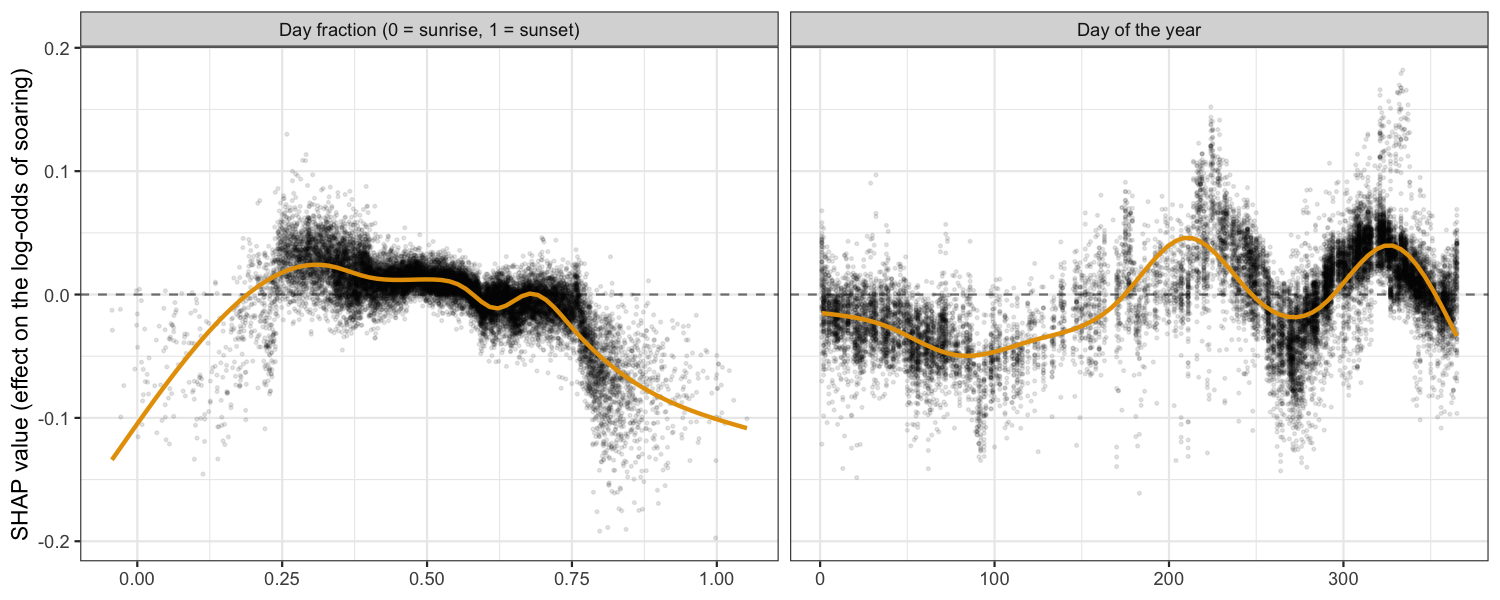 Day fraction (0 = sunrise, 1 = sunset)
Day of the year
SHAP value (effect on the log-odds of soaring)
0.2
0.1
0.0
-0.1
-0.2
0.00 0.25 0.50 0.75 1.00
0 100 200 300